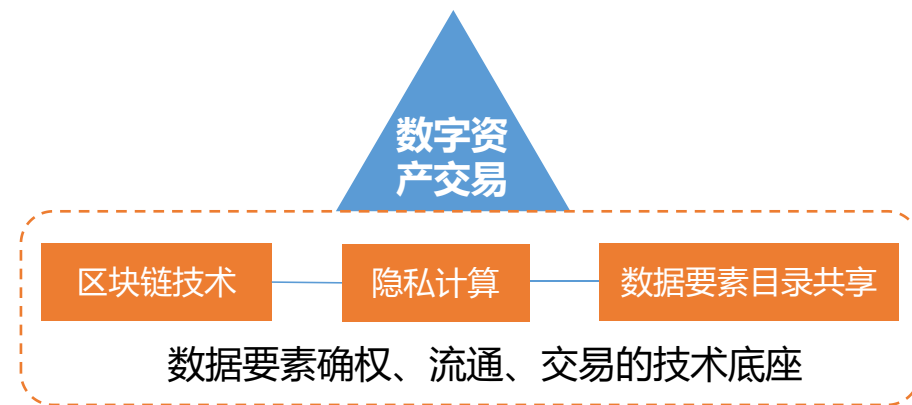 数字资
产交易
区块链技术
隐私计算
数据要素目录共享
数据要素确权、流通、交易的技术底座